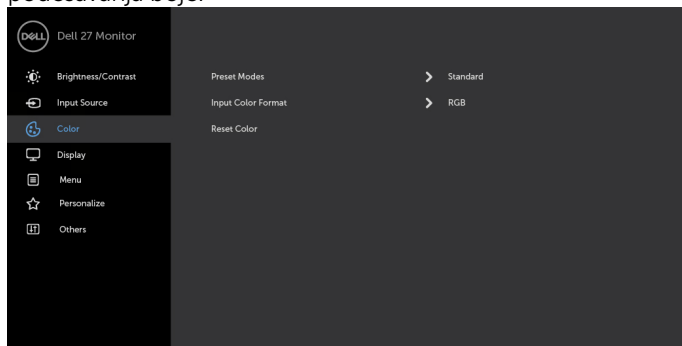 DELL
Dell 27 Monitor
Brightness/Contrast
Preset Modes
Standard
Input Source
Input Color Format
RGB
Color
Reset Color
Display
Menu
Personalize
Others